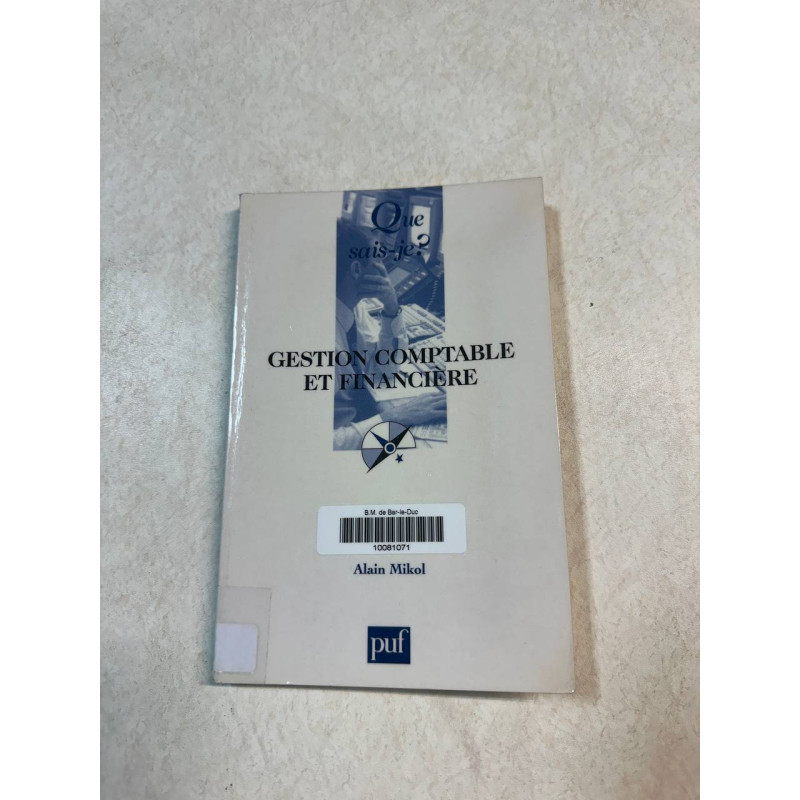 Que
sais-je?
GESTION COMPTABLE
ET FINANCIÈRE
B.M. de Bar-le-Duc
10081071
Alain Mikol
puf